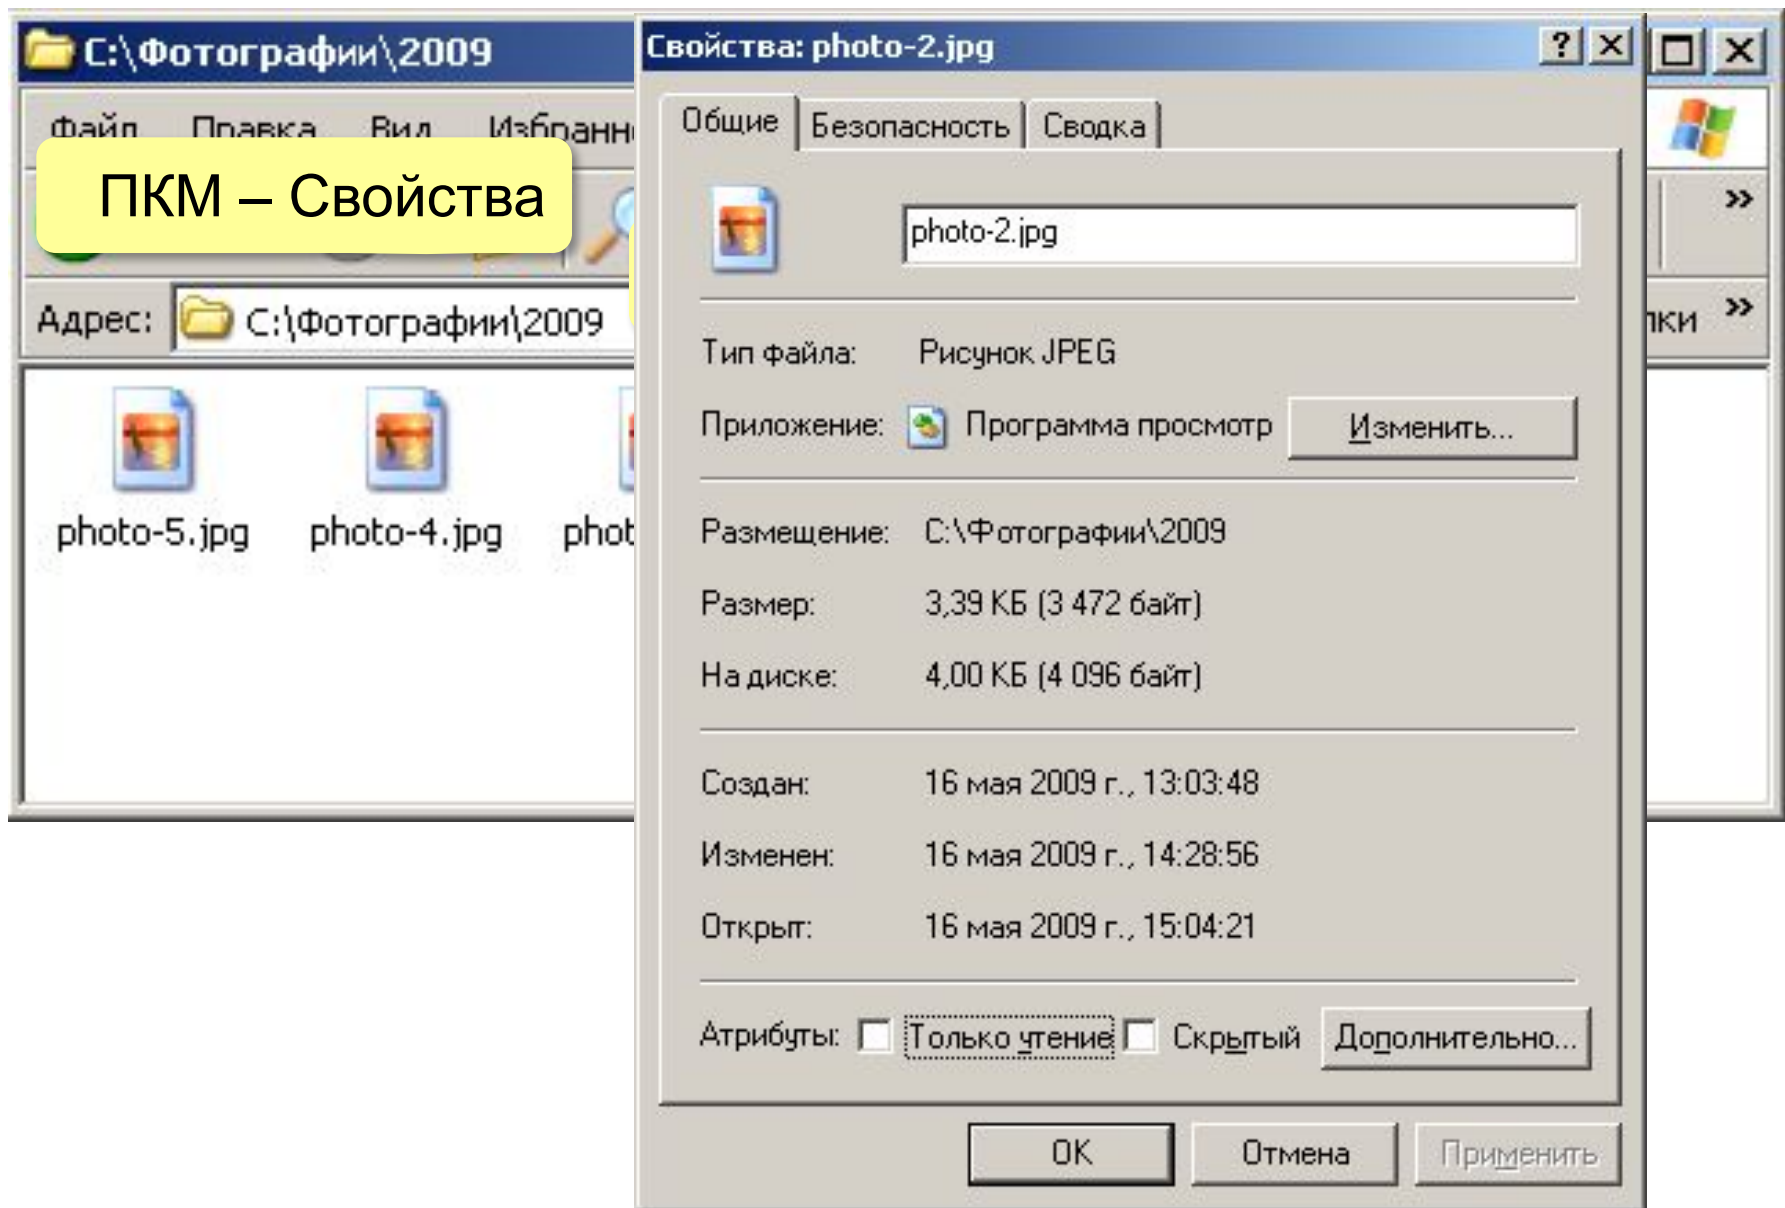 C:\Фотографии\2009
Файл Правка Вид
ПКМ – Свойства
Адрес: C:\Фотографии\2009
photo-5.jpg photo-4.jpg
Свойства: photo-2.jpg
Общие Безопасность Сводка
photo-2.jpg
Тип файла: Рисунок JPEG
Приложение: Программа просмотр Изменить...
Размещение: C:\Фотографии\2009
Размер: 3,39 КБ (3 472 байт)
На диске: 4,00 КБ (4 096 байт)
Создан: 16 мая 2009 г., 13:03:48
Изменен: 16 мая 2009 г., 14:28:56
Открыт: 16 мая 2009 г., 15:04:21
Атрибуты: Только чтение Скрытый Дополнительно...
OK Отмена Применить